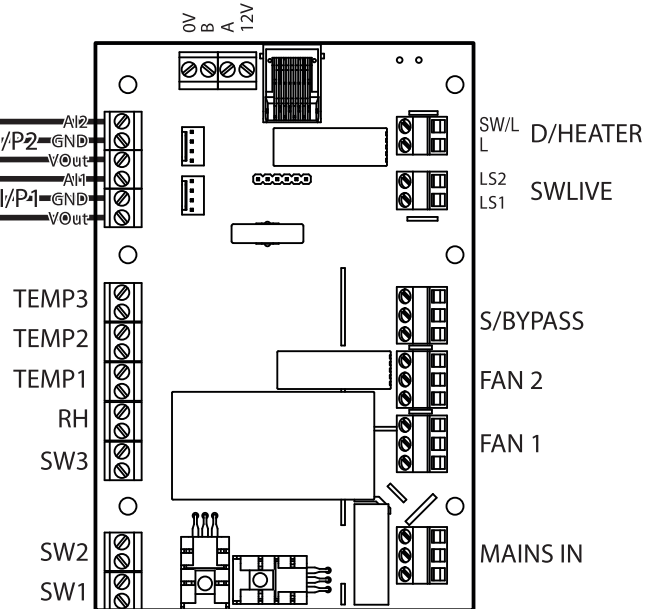 0V
B
A
12V
AI2
/P2 GND
VOut
AI1
I/P1 GND
VOut
TEMP3
TEMP2
TEMP1
RH
SW3
SW2
SW1
SW/L
L
D/HEATER
LS2
LS1
SWLIVE
S/BYPASS
FAN 2
FAN 1
MAINS IN